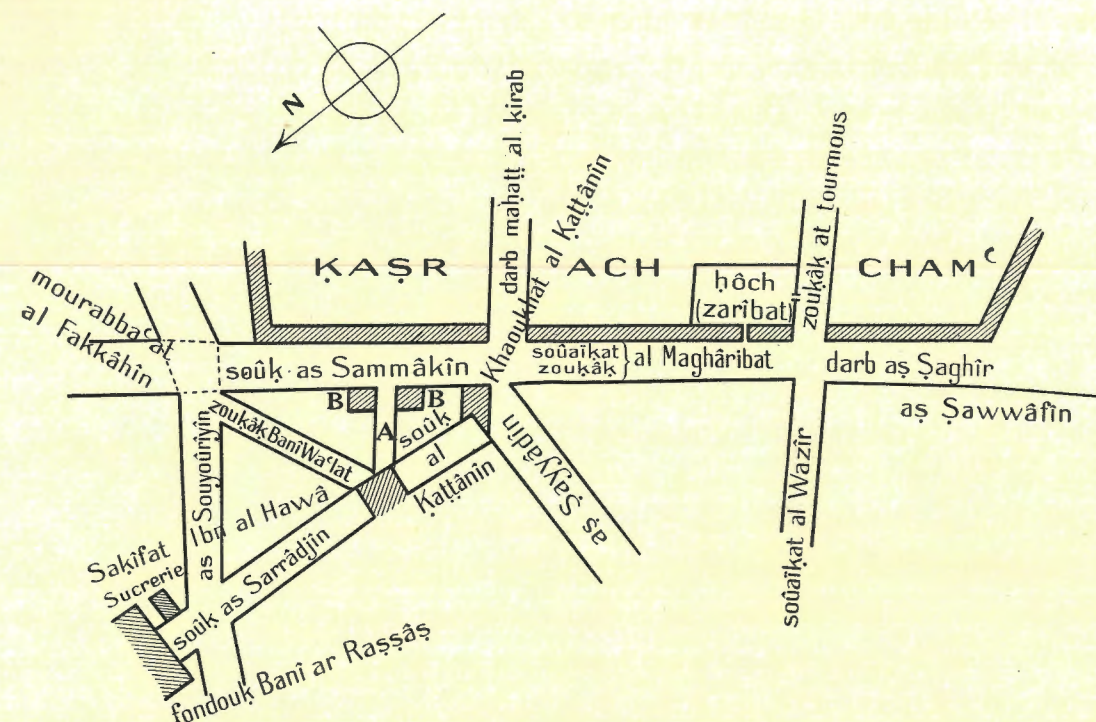 N
darb maḥaṭṭ al ḳirab
Khaoukhat al Ḳaṭṭânîn
zouḳâḳ at tourmous
ḲAṢR ACH CHAMʿ
ḥôch
(zarîbat)
mourabbaʿat
al Fakkâhîn
soûḳ as Sammâkîn
soûaïḳat
zouḳâḳ } al Maghâribat
darb aṣ Ṣaghîr
aṣ Ṣawwâfîn
zouḳâḳ Banî Waʿlat
B
B
A
soûḳ
al
Ḳaṭṭânîn
aṣ Ṣayyâdîn
soûaïḳat al Wazîr
as Souyoûrîyîn
Ibn al Hawâ
Saḳîfat
Sucrerie
soûḳ as Sarrâdjîn
fondouḳ Banî ar Raṣṣâṣ